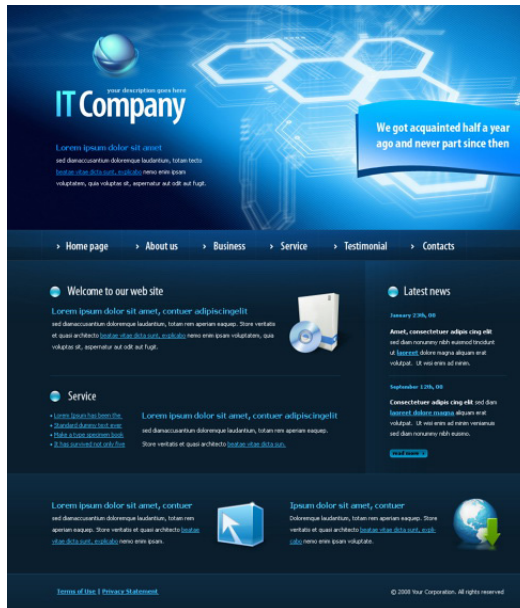 your description goes here
IT Company
We got acquainted half a year
ago and never part since then
Lorem ipsum dolor sit amet
sed diamaccusantium doloremque laudantium, totam tecto
beatae vitae dicta sunt, explicabo nemo enim ipsam
voluptatem, quia voluptas sit, aspernatur aut odit aut fugit.
› Home page
› About us
› Business
› Service
› Testimonial
› Contacts
Welcome to our web site
Lorem ipsum dolor sit amet, contuer adipiscingelit
sed diamaccusantium doloremque laudantium, totam rem aperiam eaquep. Store veritatis
et quasi architecto beatae vitae dicta sunt, explicabo nemo enim ipsam voluptatem, quia
voluptas sit, aspernatur aut odit aut fugit.
Service
• Lorem Ipsum has been the
• Standard dummy text ever
• Make a type specimen book
• It has survived not only five
Lorem ipsum dolor sit amet, contuer adipiscingelit
sed diamaccusantium doloremque laudantium, totam rem aperiam eaquep.
Store veritatis et quasi architecto beatae vitae dicta sun.
Latest news
January 23th, 08
Amet, consectetuer adipis cing elit
sed diam nonummy nibh euismod tincidunt
ut laoreet dolore magna aliquam erat
volutpat. Ut wisi enim ad minim.
September 12th, 08
Consectetuer adipis cing elit sed diam
laoreet dolore magna aliquam erat
volutpat. Ut wisi enim ad minim veniamus
sed diam nonummy nibh euismo.
read more ›
Lorem ipsum dolor sit amet, contuer
sed diamaccusantium doloremque laudantium, totam rem
aperiam eaquep. Store veritatis et quasi architecto beatae
vitae dicta sunt, explicabo nemo enim ipsam.
Ipsum dolor sit amet, contuer
Doloremque laudantium, totam rem aperiam eaquep. Store
veritatis et quasi architecto beatae vitae dicta sunt, expli-
cabo nemo enim ipsam voluptate.
Terms of Use | Privacy Statement
© 2008 Your Corporation. All rights reserved